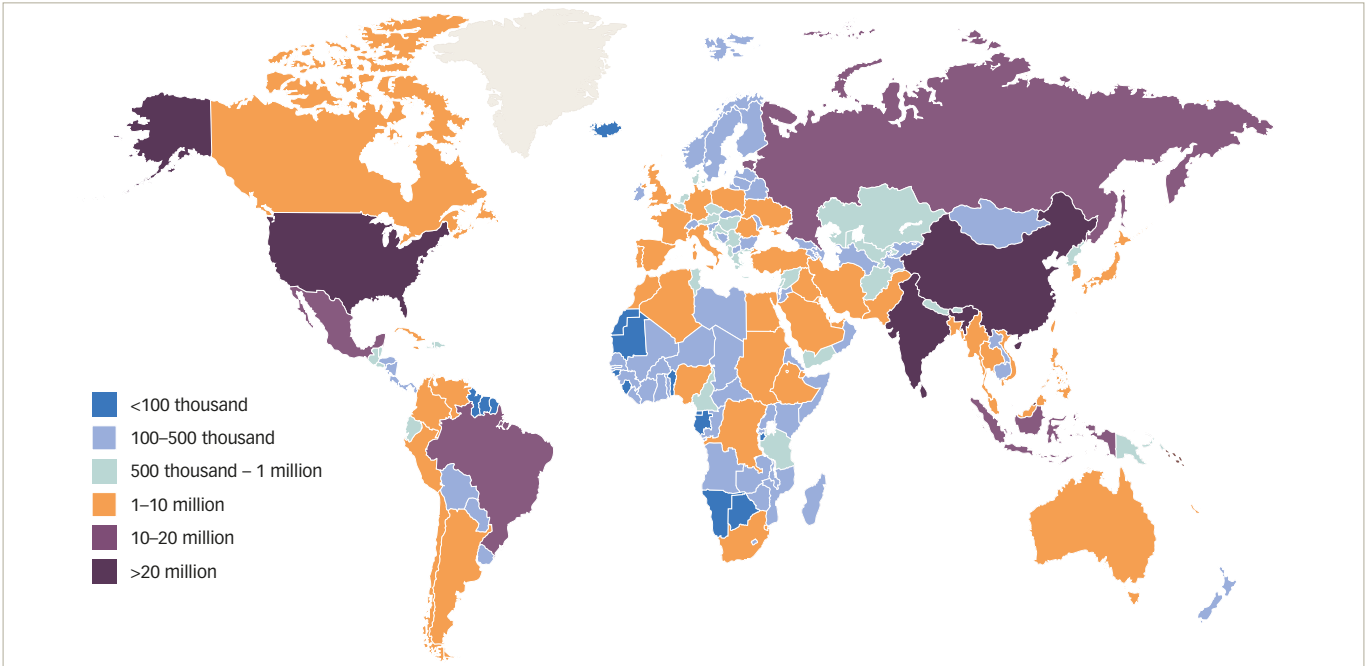 <100 thousand
100–500 thousand
500 thousand – 1 million
1–10 million
10–20 million
>20 million